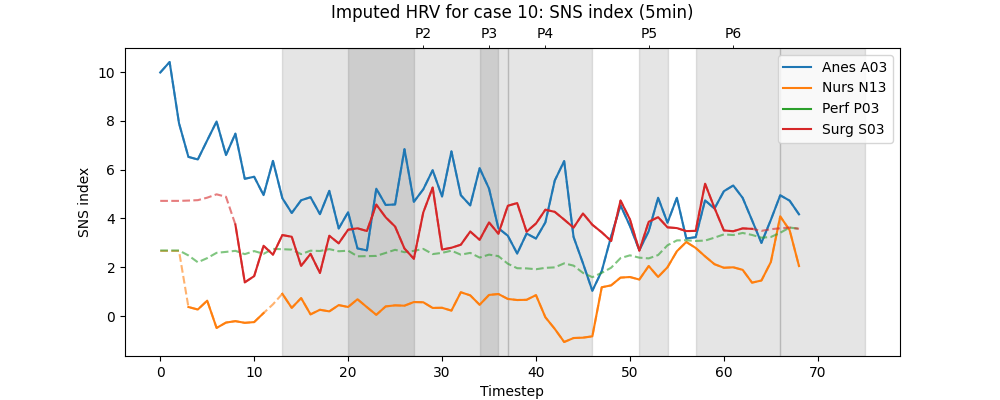 Imputed HRV for case 10: SNS index (5min)
P2 P3 P4 P5 P6
Anes A03
Nurs N13
Perf P03
Surg S03
SNS index
10
8
6
4
2
0
0 10 20 30 40 50 60 70
Timestep